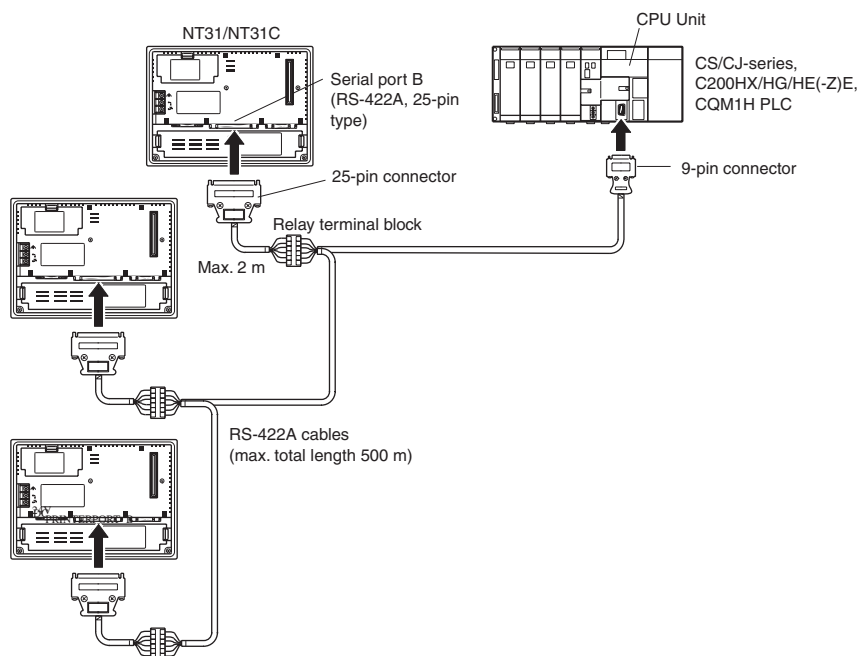 NT31/NT31C
CPU Unit
Serial port B
(RS-422A, 25-pin
type)
CS/CJ-series,
C200HX/HG/HE(-Z)E,
CQM1H PLC
25-pin connector
9-pin connector
Relay terminal block
Max. 2 m
RS-422A cables
(max. total length 500 m)